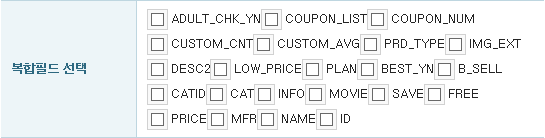 ADULT_CHK_YN COUPON_LIST COUPON_NUM
CUSTOM_CNT CUSTOM_AVG PRD_TYPE IMG_EXT
복합필드 선택
DESC2 LOW_PRICE PLAN BEST_YN B_SELL
CATID CAT INFO MOVIE SAVE FREE
PRICE MFR NAME ID